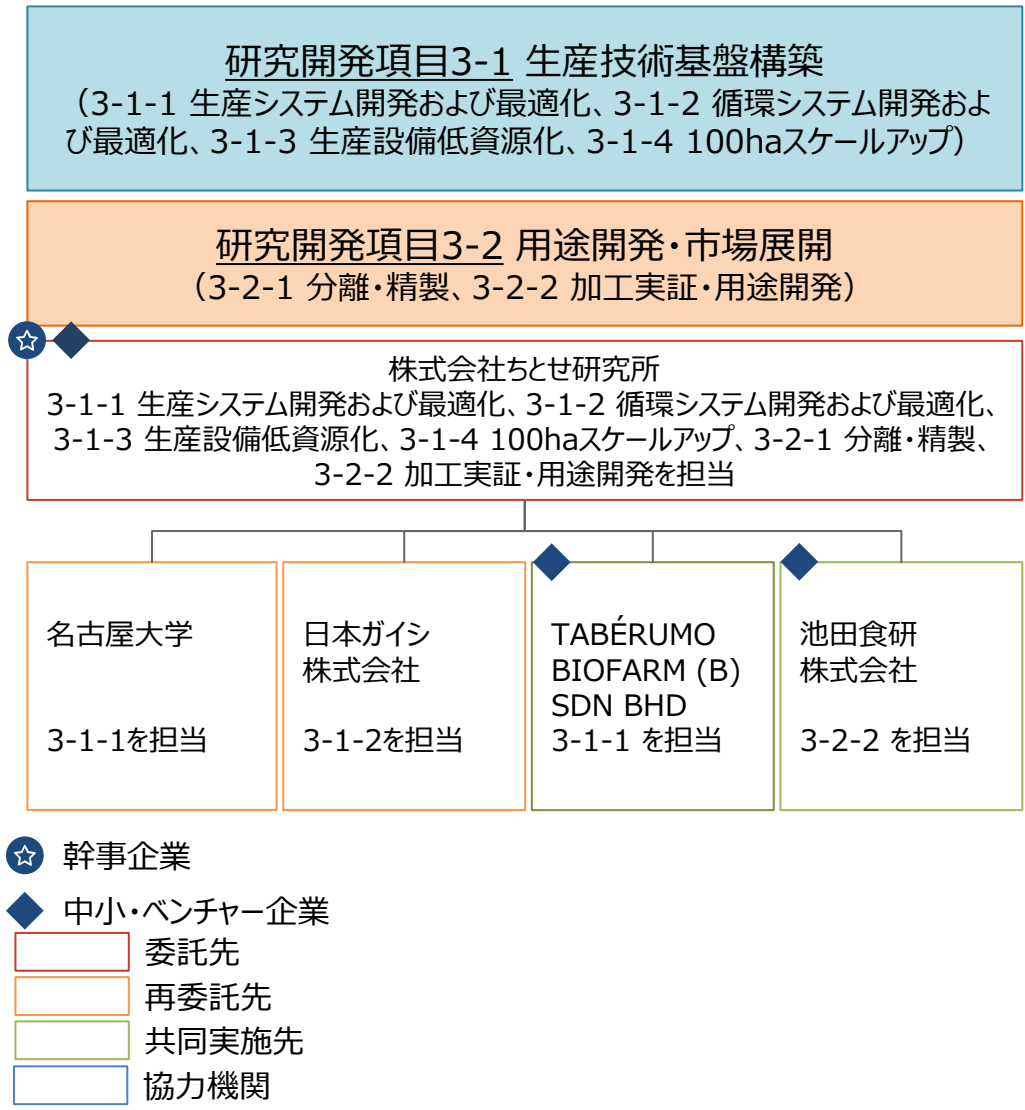 研究開発項目3-1 生産技術基盤構築
（3-1-1 生産システム開発および最適化、3-1-2 循環システム開発およ
び最適化、3-1-3 生産設備低資源化、3-1-4 100haスケールアップ）
研究開発項目3-2 用途開発・市場展開
（3-2-1 分離・精製、3-2-2 加工実証・用途開発）
株式会社ちとせ研究所
3-1-1 生産システム開発および最適化、3-1-2 循環システム開発および最適化、
3-1-3 生産設備低資源化、3-1-4 100haスケールアップ、3-2-1 分離・精製、
3-2-2 加工実証・用途開発を担当
名古屋大学
3-1-1を担当
日本ガイシ
株式会社
3-1-2を担当
TABÉRUMO
BIOFARM (B)
SDN BHD
3-1-1 を担当
池田食研
株式会社
3-2-2 を担当
幹事企業
中小・ベンチャー企業
委託先
再委託先
共同実施先
協力機関